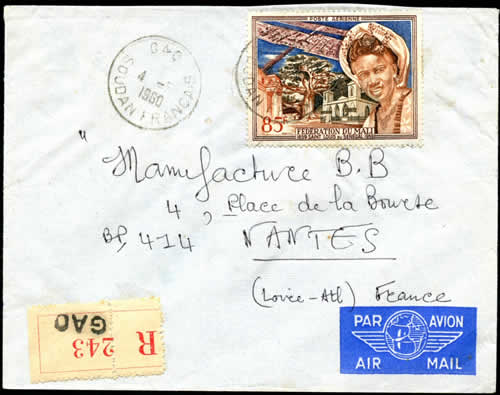 GAO
4 -
1960
SOUDAN FRANÇAIS
POSTE AERIENNE
85F
FÉDÉRATION DU MALI
"Manufacture B.B
4, Place de la Bourse
BP, 414 NANTES
(Loire-Atl) France
R
243
GAO
PAR AVION
AIR MAIL